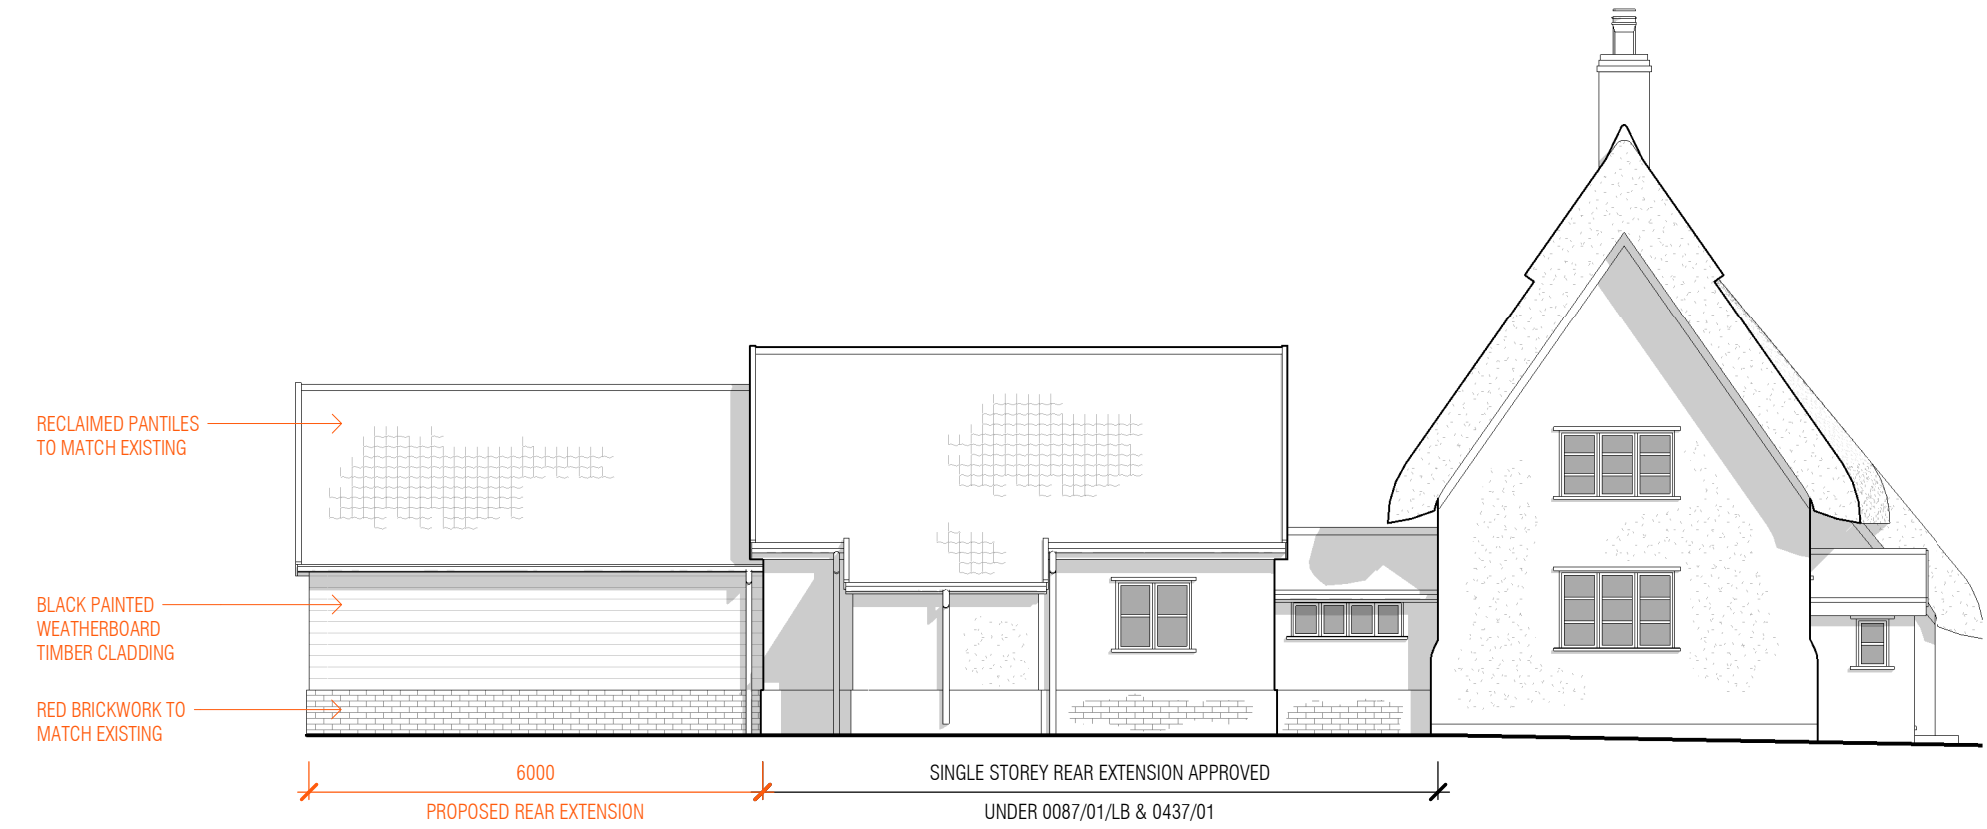 RECLAIMED PANTILES
TO MATCH EXISTING
BLACK PAINTED
WEATHERBOARD
TIMBER CLADDING
RED BRICKWORK TO
MATCH EXISTING
6000
PROPOSED REAR EXTENSION
SINGLE STOREY REAR EXTENSION APPROVED
UNDER 0087/01/LB & 0437/01